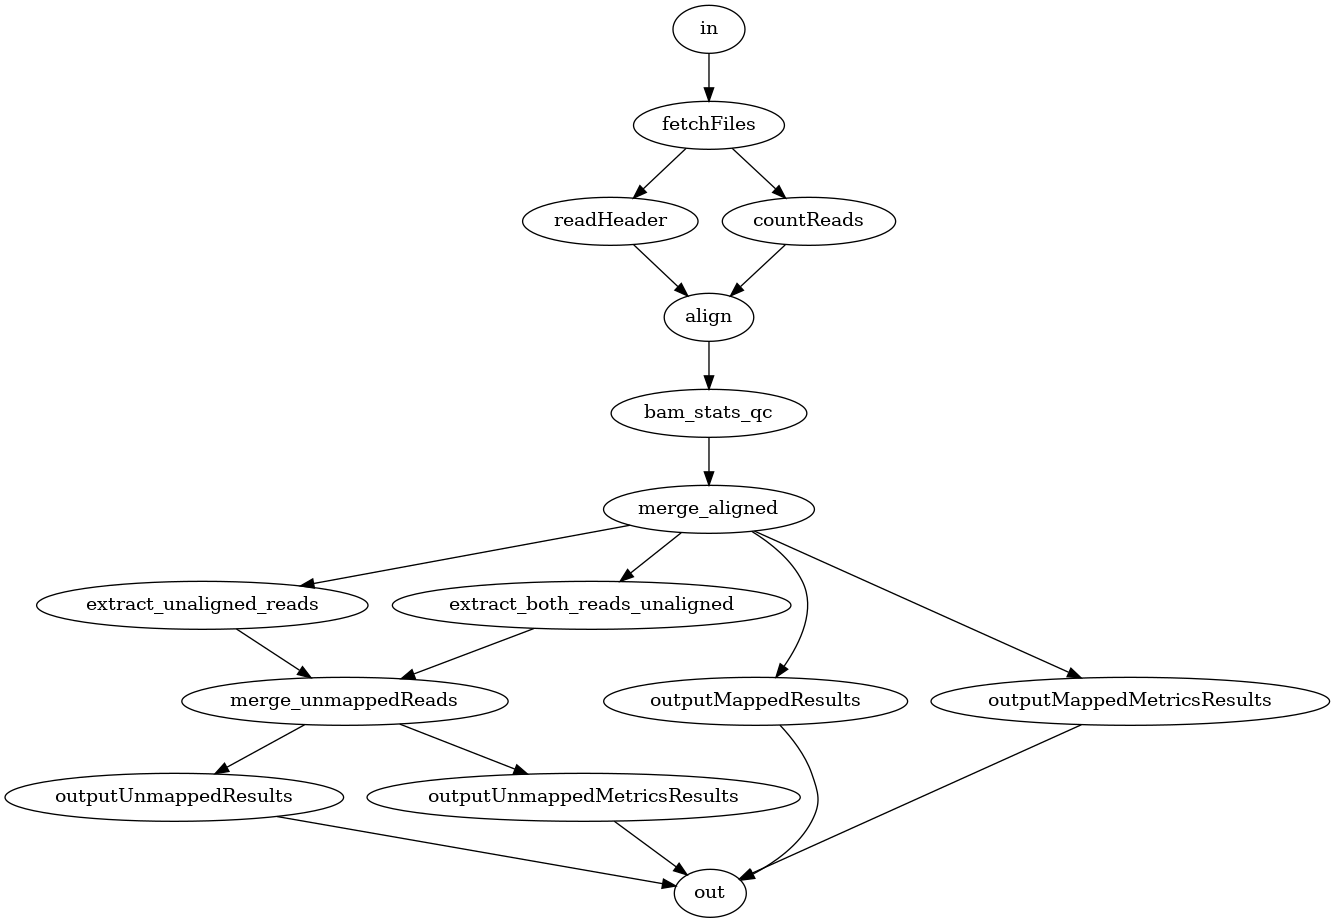 in
fetchFiles
readHeader
countReads
align
bam_stats_qc
merge_aligned
extract_unaligned_reads
extract_both_reads_unaligned
merge_unmappedReads
outputMappedResults
outputMappedMetricsResults
outputUnmappedResults
outputUnmappedMetricsResults
out